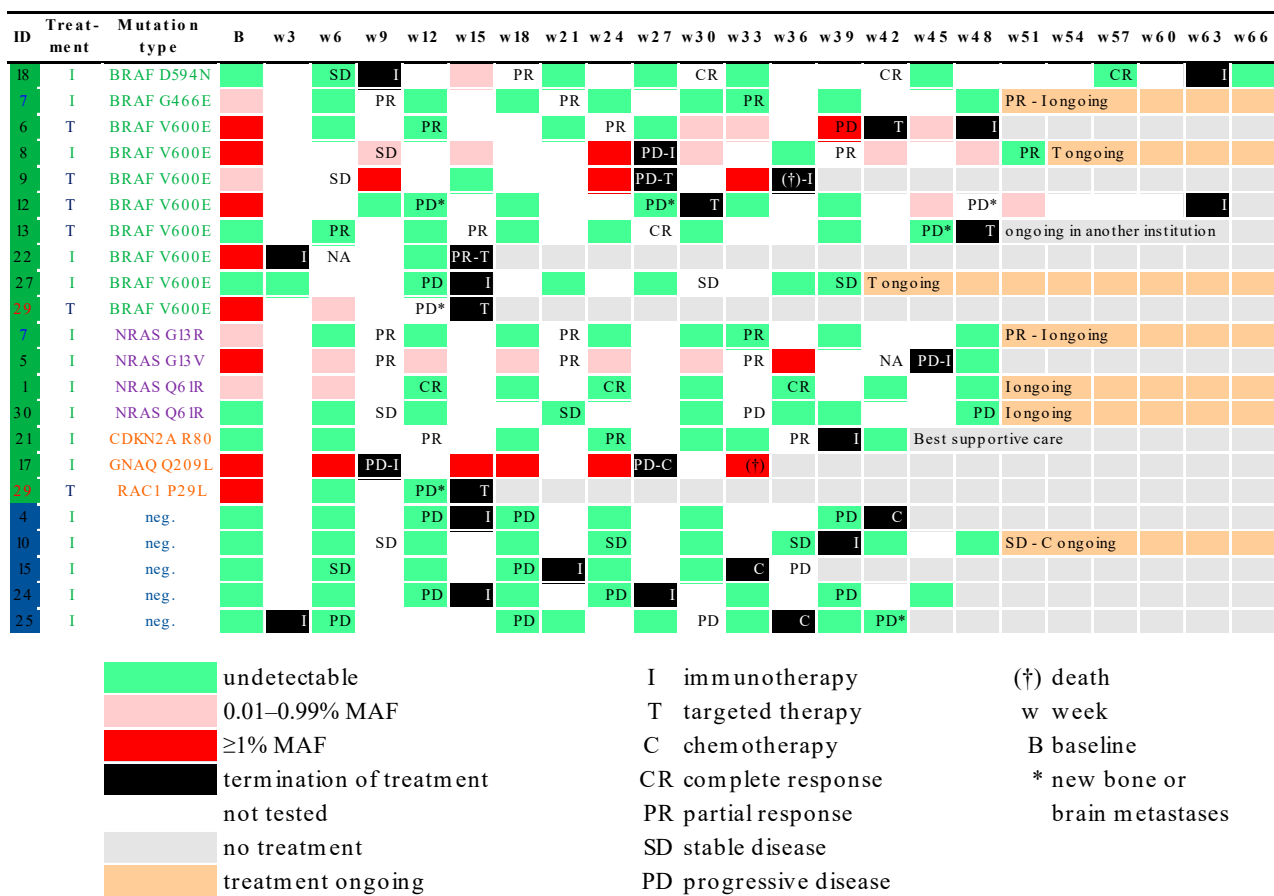 ID Treat-ment Mutation type B w3 w6 w9 w12 w15 w18 w21 w24 w27 w30 w33 w36 w39 w42 w45 w48 w51 w54 w57 w60 w63 w66
18 I BRAF D594N SD I PR CR CR CR I
7 I BRAF G466E PR PR PR PR - I ongoing
6 T BRAF V600E PR PR PD T I
8 I BRAF V600E SD PD-I PR PR T ongoing
9 T BRAF V600E SD PD-T (†)-I
12 T BRAF V600E PD* PD* T PD* I
13 T BRAF V600E PR PR CR PD* T ongoing in another institution
22 I BRAF V600E I NA PR-T
27 I BRAF V600E PD I SD SD T ongoing
29 T BRAF V600E PD* T
7 I NRAS G13R PR PR PR PR - I ongoing
5 I NRAS G13V PR PR PR NA PD-I
1 I NRAS Q61R CR CR CR I ongoing
30 I NRAS Q61R SD SD PD PD I ongoing
21 I CDKN2A R80 PR PR PR I Best supportive care
17 I GNAQ Q209L PD-I PD-C (†)
29 T RAC1 P29L PD* T
4 I neg. PD I PD PD C
10 I neg. SD SD SD I SD - C ongoing
15 I neg. SD PD I C PD
24 I neg. PD I PD I PD
25 I neg. I PD PD PD C PD*
undetectable I immunotherapy (†) death
0.01–0.99% MAF T targeted therapy w week
≥1% MAF C chemotherapy B baseline
termination of treatment CR complete response * new bone or
not tested PR partial response brain metastases
no treatment SD stable disease
treatment ongoing PD progressive disease